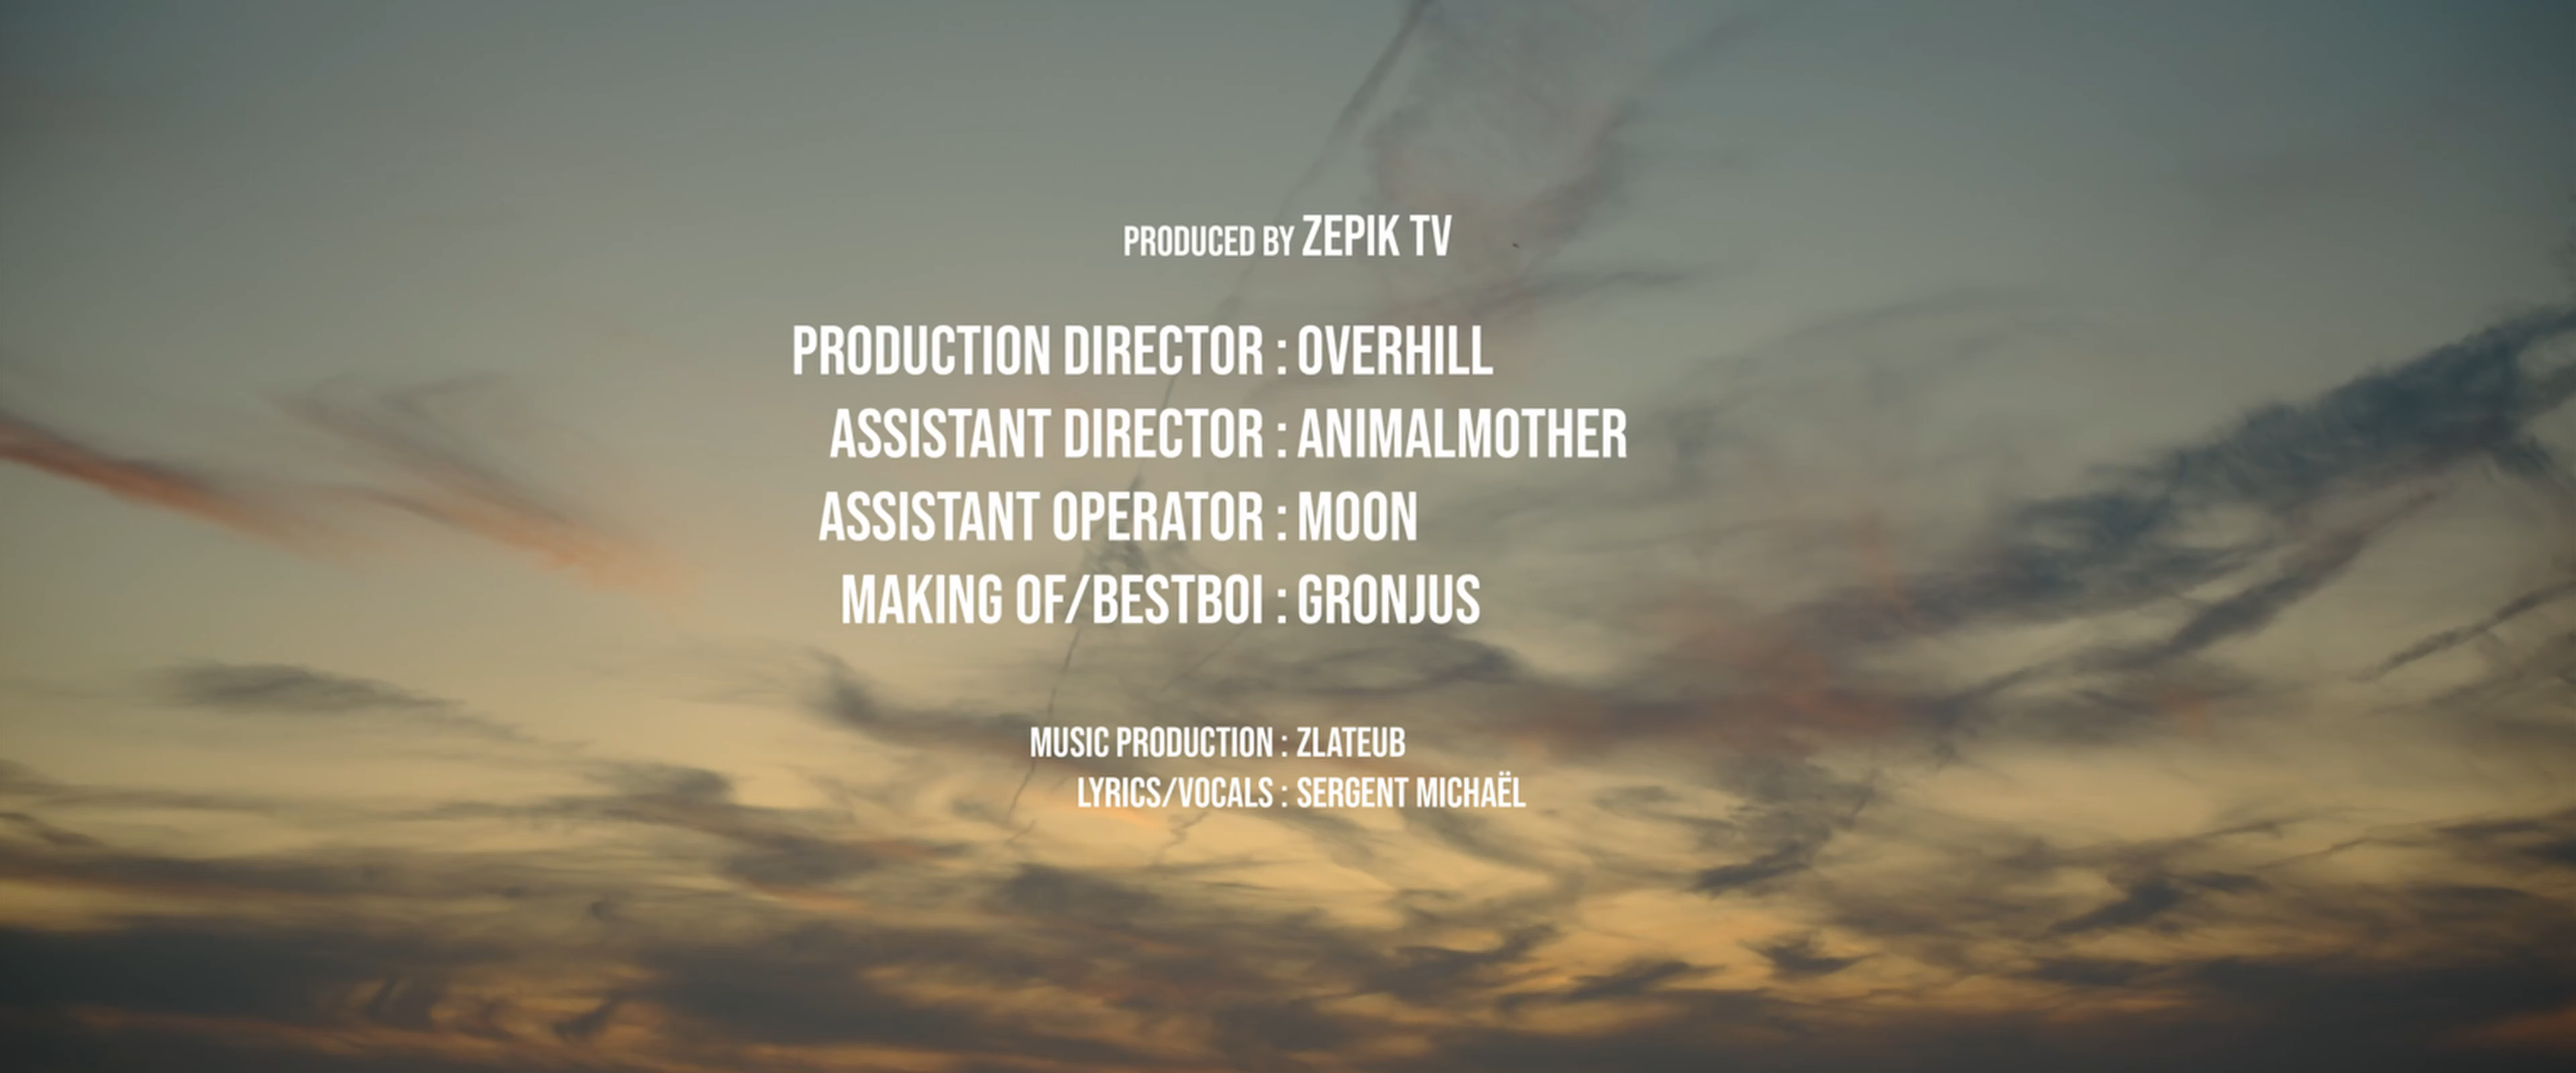 PRODUCED BY ZEPIK TV
PRODUCTION DIRECTOR : OVERHILL
ASSISTANT DIRECTOR : ANIMALMOTHER
ASSISTANT OPERATOR : MOON
MAKING OF/BESTBOI : GRONJUS
MUSIC PRODUCTION : ZLATEUB
LYRICS/VOCALS : SERGENT MICHAËL